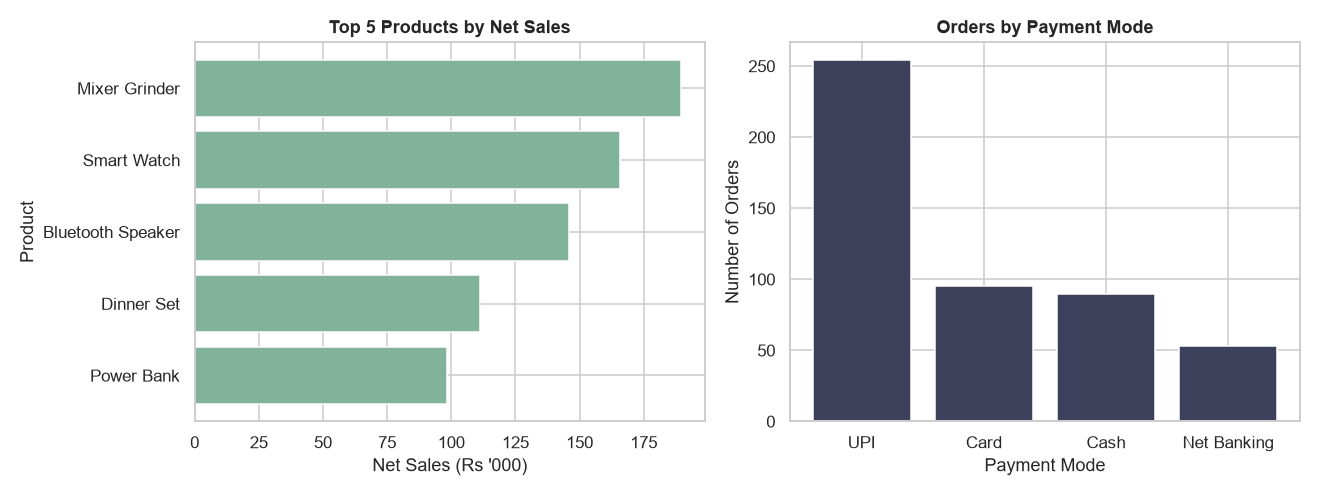 Top 5 Products by Net Sales
Product
Mixer Grinder
Smart Watch
Bluetooth Speaker
Dinner Set
Power Bank
0 25 50 75 100 125 150 175
Net Sales (Rs '000)
Orders by Payment Mode
Number of Orders
250
200
150
100
50
0
UPI Card Cash Net Banking
Payment Mode